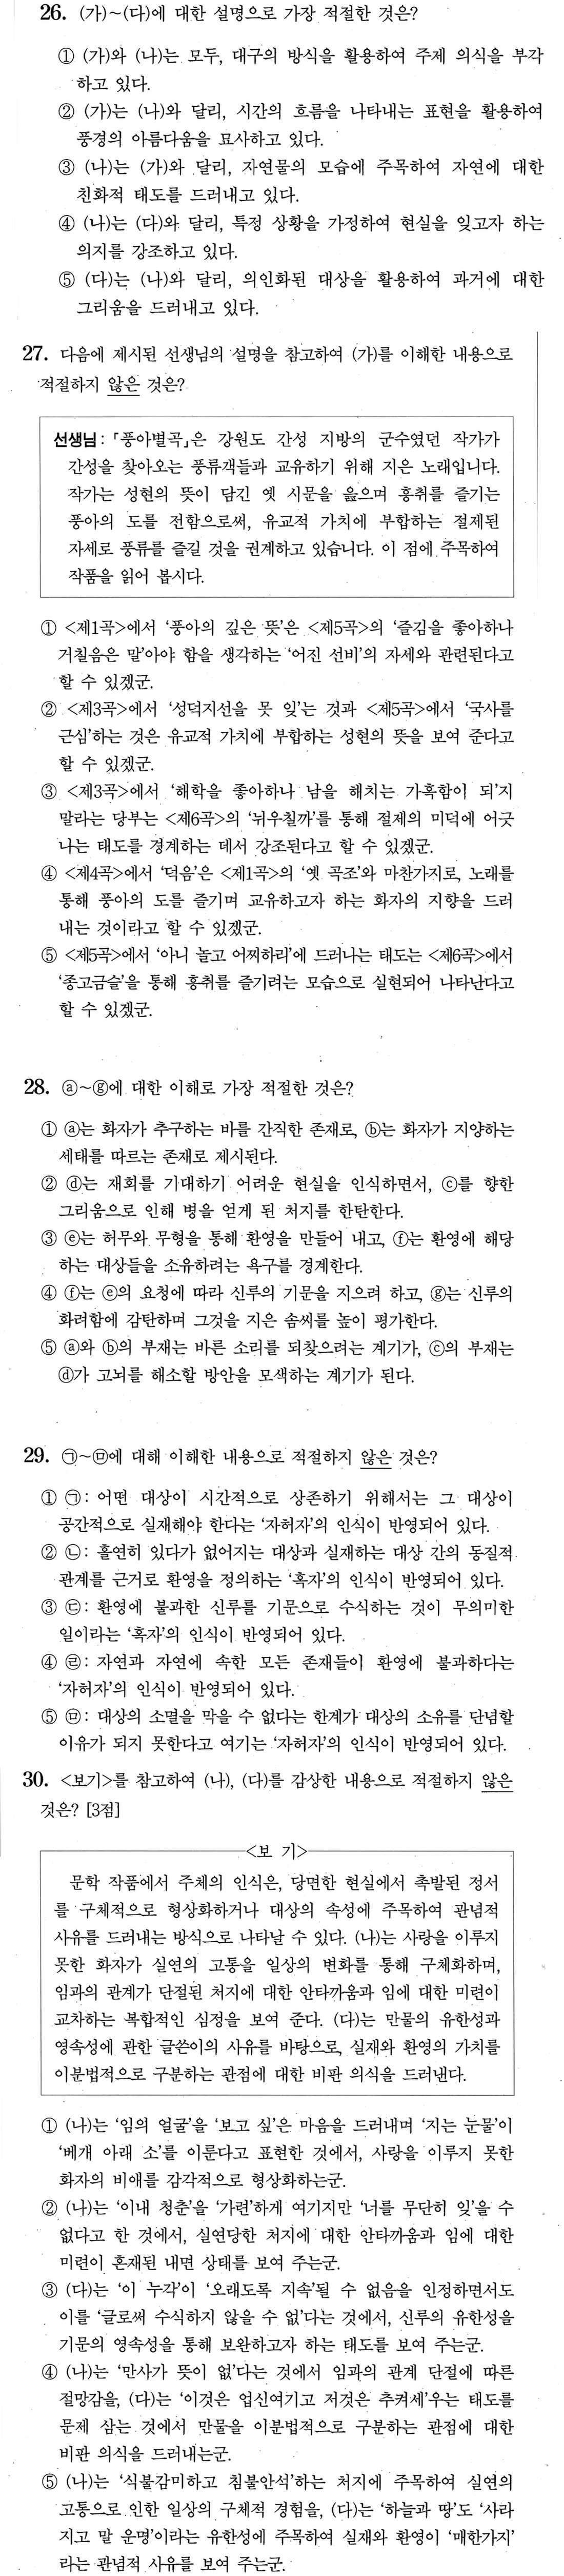 26. (가)~(다)에 대한 설명으로 가장 적절한 것은?
① (가)와 (나)는 모두, 대구의 방식을 활용하여 주제 의식을 부각
하고 있다.
② (가)는 (나)와 달리, 시간의 흐름을 나타내는 표현을 활용하여
풍경의 아름다움을 묘사하고 있다.
③ (나)는 (가)와 달리, 자연물의 모습에 주목하여 자연에 대한
친화적 태도를 드러내고 있다.
④ (나)는 (다)와 달리, 특정 상황을 가정하여 현실을 잊고자 하는
의지를 강조하고 있다.
⑤ (다)는 (나)와 달리, 의인화된 대상을 활용하여 과거에 대한
그리움을 드러내고 있다.
27. 다음에 제시된 선생님의 설명을 참고하여 (가)를 이해한 내용으로
적절하지 않은 것은?
선생님: 「풍아별곡」은 강원도 간성 지방의 군수였던 작가가
간성을 찾아오는 풍류객들과 교유하기 위해 지은 노래입니다.
작가는 성현의 뜻이 담긴 옛 시문을 읊으며 흥취를 즐기는
풍아의 도를 전함으로써, 유교적 가치에 부합하는 절제된
자세로 풍류를 즐길 것을 권계하고 있습니다. 이 점에 주목하여
작품을 읽어 봅시다.
① <제1곡>에서 ‘풍아의 깊은 뜻’은 <제5곡>의 ‘즐김을 좋아하나
거칠음은 말’아야 함을 생각하는 ‘어진 선비’의 자세와 관련된다고
할 수 있겠군.
② <제3곡>에서 ‘성덕지선을 못 잊’는 것과 <제5곡>에서 ‘국사를
근심’하는 것은 유교적 가치에 부합하는 성현의 뜻을 보여 준다고
할 수 있겠군.
③ <제3곡>에서 ‘해학을 좋아하나 남을 해치는 가혹함이 되’지
말라는 당부는 <제6곡>의 ‘뉘우칠까’를 통해 절제의 미덕에 어긋
나는 태도를 경계하는 데서 강조된다고 할 수 있겠군.
④ <제4곡>에서 ‘덕음’은 <제1곡>의 ‘옛 곡조’와 마찬가지로, 노래를
통해 풍아의 도를 즐기며 교유하고자 하는 화자의 지향을 드러
내는 것이라고 할 수 있겠군.
⑤ <제5곡>에서 ‘아니 놀고 어찌하리’에 드러나는 태도는 <제6곡>에서
‘종고금슬’을 통해 흥취를 즐기려는 모습으로 실현되어 나타난다고
할 수 있겠군.
28. ⓐ~ⓖ에 대한 이해로 가장 적절한 것은?
① ⓐ는 화자가 추구하는 바를 간직한 존재로, ⓑ는 화자가 지양하는
세태를 따르는 존재로 제시된다.
② ⓓ는 재회를 기대하기 어려운 현실을 인식하면서, ⓒ를 향한
그리움으로 인해 병을 얻게 된 처지를 한탄한다.
③ ⓔ는 허무와 무형을 통해 환영을 만들어 내고, ⓕ는 환영에 해당
하는 대상들을 소유하려는 욕구를 경계한다.
④ ⓕ는 ⓔ의 요청에 따라 신루의 기문을 지으려 하고, ⓖ는 신루의
화려함에 감탄하며 그것을 지은 솜씨를 높이 평가한다.
⑤ ⓐ와 ⓑ의 부재는 바른 소리를 되찾으려는 계기가, ⓒ의 부재는
ⓓ가 고뇌를 해소할 방안을 모색하는 계기가 된다.
29. ㉠~㉤에 대해 이해한 내용으로 적절하지 않은 것은?
① ㉠: 어떤 대상이 시간적으로 상존하기 위해서는 그 대상이
공간적으로 실재해야 한다는 ‘자허자’의 인식이 반영되어 있다.
② ㉡: 홀연히 있다가 없어지는 대상과 실재하는 대상 간의 동질적
관계를 근거로 환영을 정의하는 ‘혹자’의 인식이 반영되어 있다.
③ ㉢: 환영에 불과한 신루를 기문으로 수식하는 것이 무의미한
일이라는 ‘혹자’의 인식이 반영되어 있다.
④ ㉣: 자연과 자연에 속한 모든 존재들이 환영에 불과하다는
‘자허자’의 인식이 반영되어 있다.
⑤ ㉤: 대상의 소멸을 막을 수 없다는 한계가 대상의 소유를 단념할
이유가 되지 못한다고 여기는 ‘자허자’의 인식이 반영되어 있다.
30. <보기>를 참고하여 (나), (다)를 감상한 내용으로 적절하지 않은
것은? [3점]
<보 기>
문학 작품에서 주체의 인식은, 당면한 현실에서 촉발된 정서
를 구체적으로 형상화하거나 대상의 속성에 주목하여 관념적
사유를 드러내는 방식으로 나타날 수 있다. (나)는 사랑을 이루지
못한 화자가 실연의 고통을 일상의 변화를 통해 구체화하며,
임과의 관계가 단절된 처지에 대한 안타까움과 임에 대한 미련이
교차하는 복합적인 심정을 보여 준다. (다)는 만물의 유한성과
영속성에 관한 글쓴이의 사유를 바탕으로, 실재와 환영의 가치를
이분법적으로 구분하는 관점에 대한 비판 의식을 드러낸다.
① (나)는 ‘임의 얼굴’을 ‘보고 싶’은 마음을 드러내며 ‘지는 눈물’이
‘베개 아래 소’를 이룬다고 표현한 것에서, 사랑을 이루지 못한
화자의 비애를 감각적으로 형상화하는군.
② (나)는 ‘이내 청춘’을 ‘가련’하게 여기지만 ‘너를 무단히 잊’을 수
없다고 한 것에서, 실연당한 처지에 대한 안타까움과 임에 대한
미련이 혼재된 내면 상태를 보여 주는군.
③ (다)는 ‘이 누각’이 ‘오래도록 지속’될 수 없음을 인정하면서도
이를 ‘글로써 수식하지 않을 수 없’다는 것에서, 신루의 유한성을
기문의 영속성을 통해 보완하고자 하는 태도를 보여 주는군.
④ (나)는 ‘만사가 뜻이 없’다는 것에서 임과의 관계 단절에 따른
절망감을, (다)는 ‘이것은 업신여기고 저것은 추켜세’우는 태도를
문제 삼는 것에서 만물을 이분법적으로 구분하는 관점에 대한
비판 의식을 드러내는군.
⑤ (나)는 ‘식불감미하고 침불안석’하는 처지에 주목하여 실연의
고통으로 인한 일상의 구체적 경험을, (다)는 ‘하늘과 땅’도 ‘사라
지고 말 운명’이라는 유한성에 주목하여 실재와 환영이 ‘매한가지’
라는 관념적 사유를 보여 주는군.